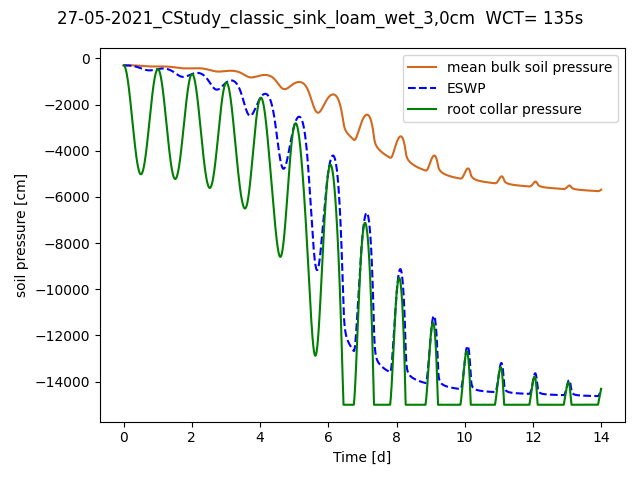 27-05-2021_CStudy_classic_sink_loam_wet_3,0cm  WCT= 135s
mean bulk soil pressure
ESWP
root collar pressure
soil pressure [cm]
0
−2000
−4000
−6000
−8000
−10000
−12000
−14000
0 2 4 6 8 10 12 14
Time [d]